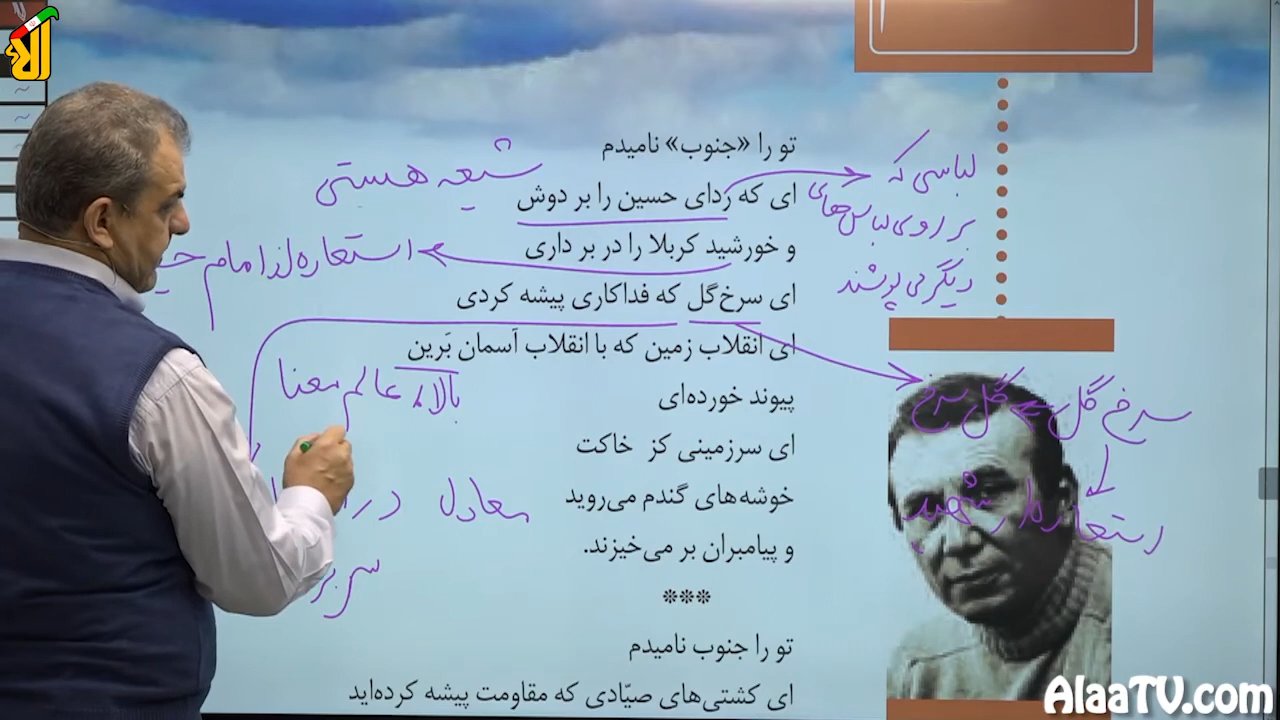 الا
تو را «جنوب» نامیدم
ای که ردای حسین را بر دوش
و خورشید کربلا را در بر داری
ای سرخ‌گل که فداکاری پیشه کردی
ای انقلاب زمین که با انقلاب آسمان بَرین
پیوند خورده‌ای
ای سرزمینی کز خاکت
خوشه‌های گندم می‌روید
و پیامبران بر می‌خیزند.
***
تو را جنوب نامیدم
ای کشتی‌های صیّادی که مقاومت پیشه کرده‌اید
لباسی که
بر روی لباس‌های
دیگر می‌پوشند
شیعه هستی
استعاره از امام
بالا، عالم معنا
معادل
سرخ گل گل سرخ
استعاره از شهید
AlaaTV.com